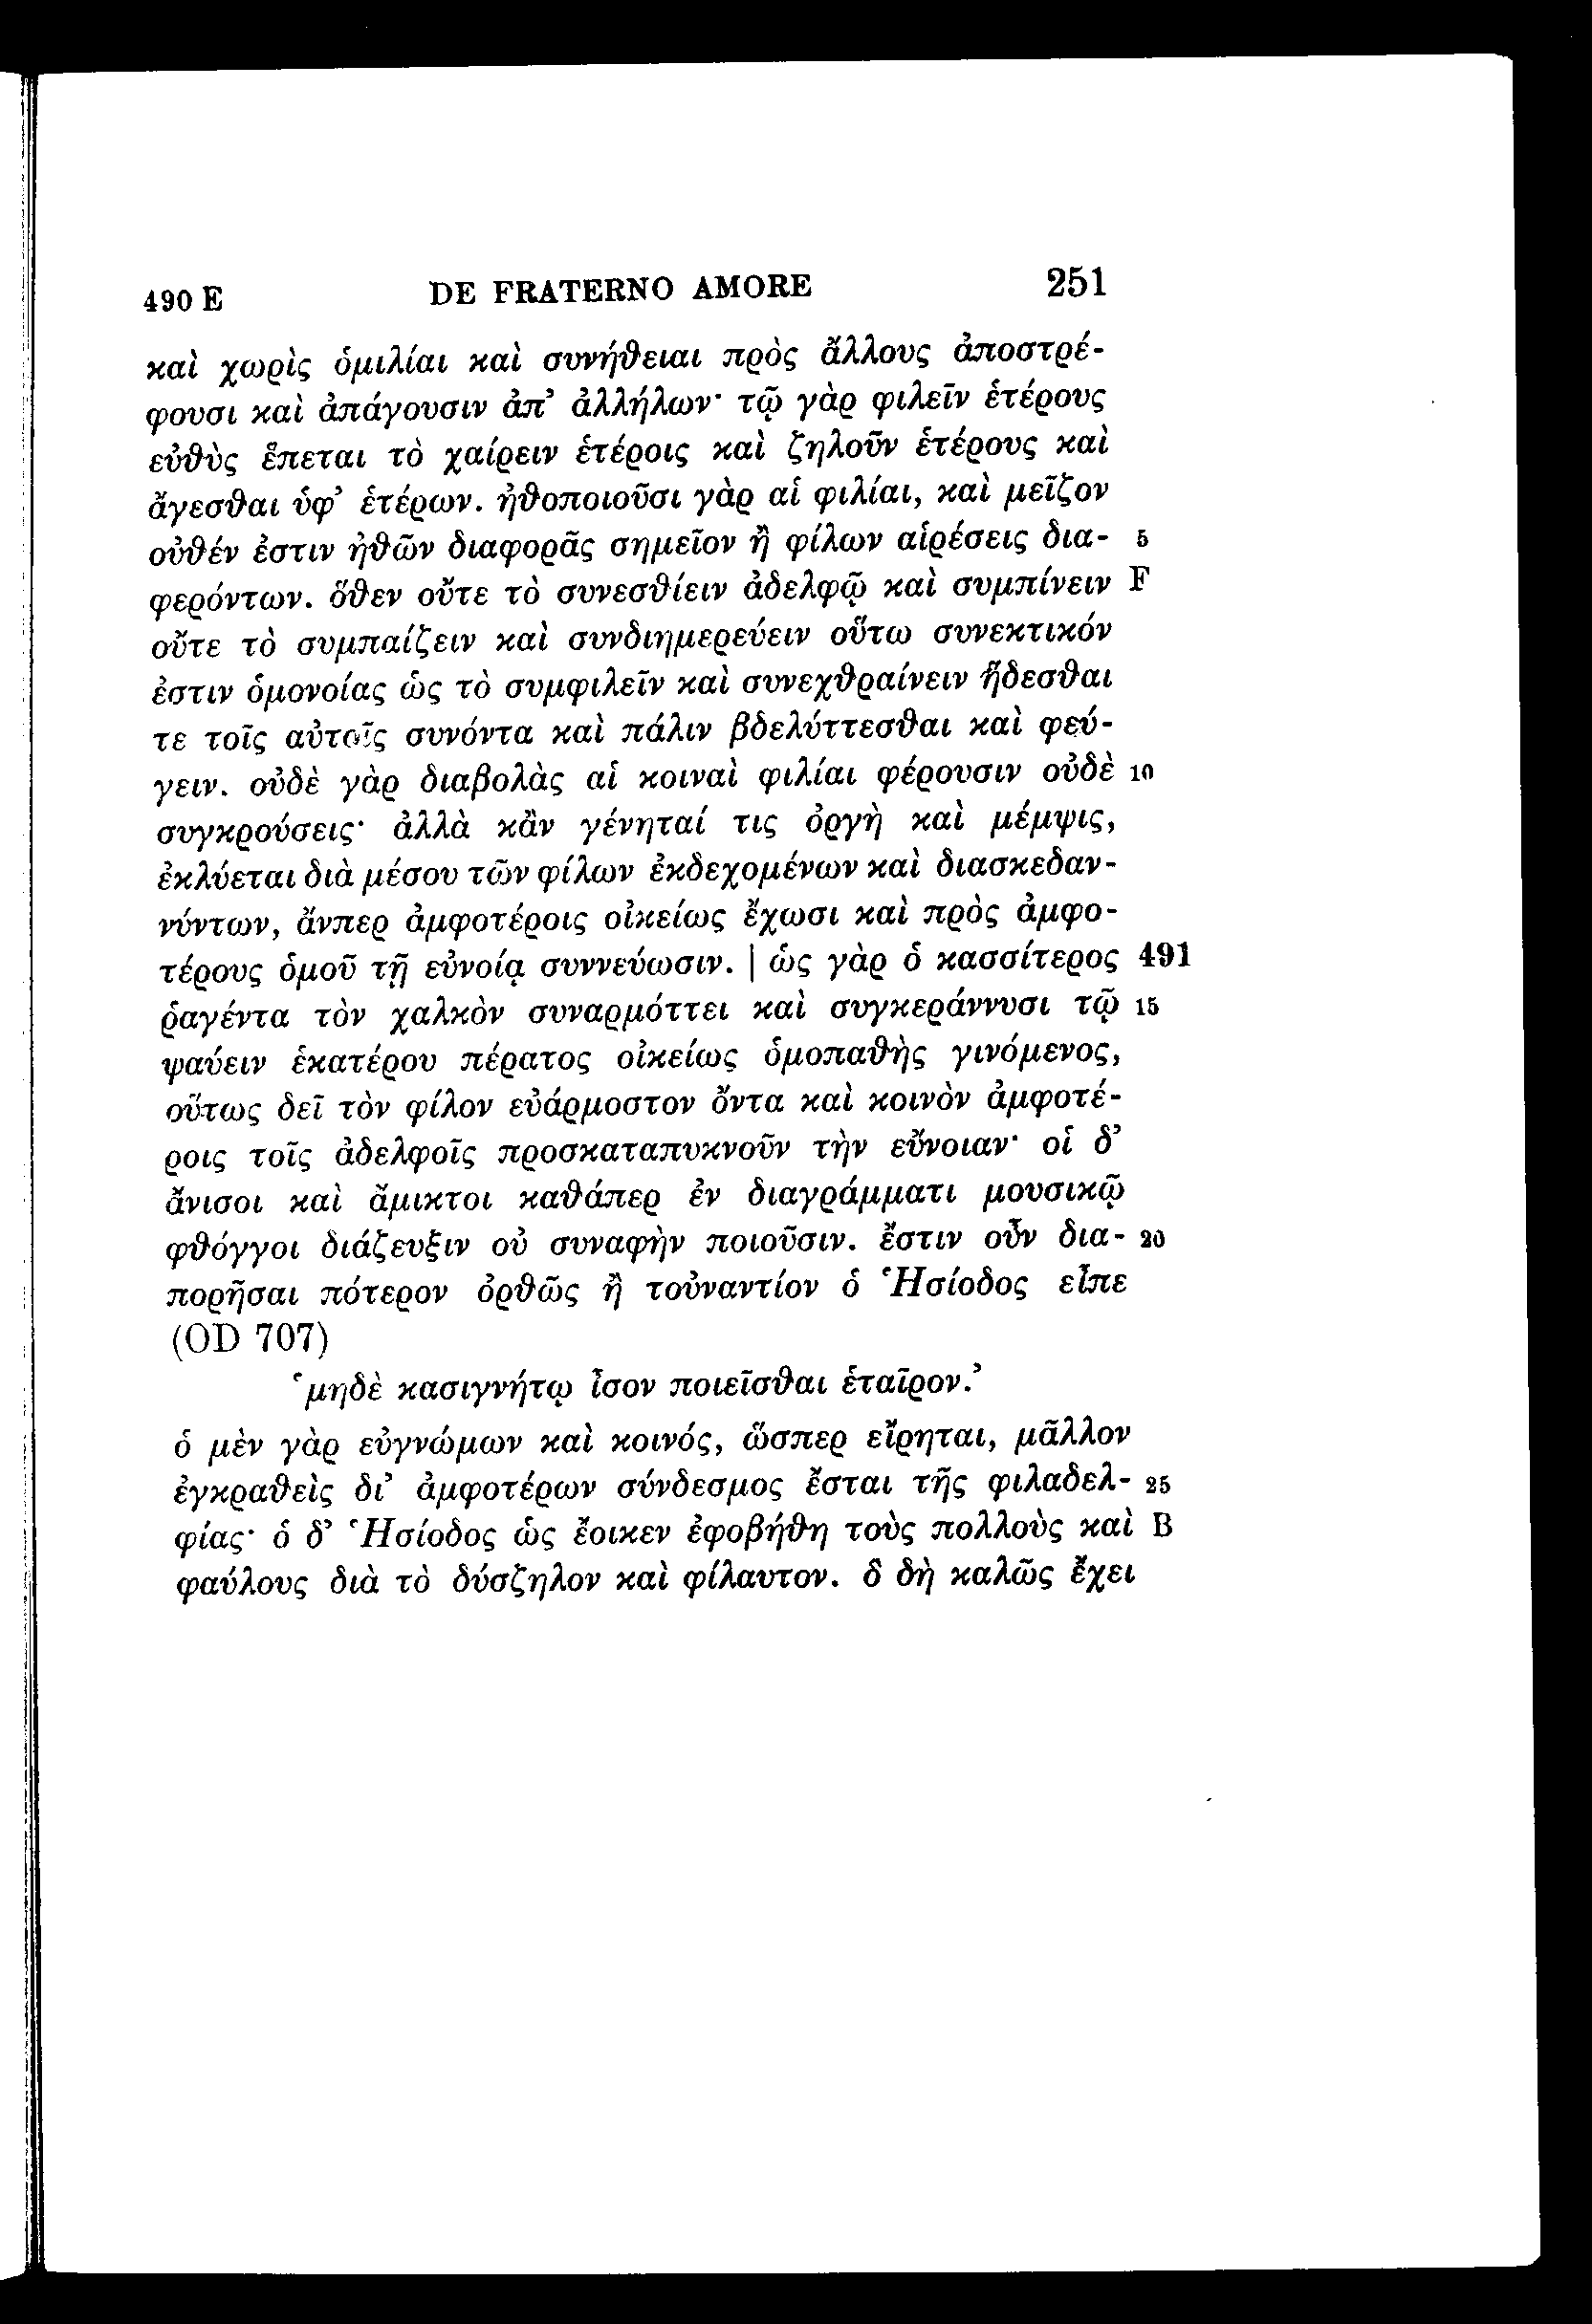 490 E DE FRATERNO AMORE 251
καὶ χωρὶς ὁμιλίαι καὶ συνήθειαι πρὸς ἄλλους ἀποστρέ-
φουσι καὶ ἀπάγουσιν ἀπ’ ἀλλήλων· τῷ γὰρ φιλεῖν ἑτέρους
εὐθὺς ἕπεται τὸ χαίρειν ἑτέροις καὶ ζηλοῦν ἑτέρους καὶ
ἄγεσθαι ὑφ’ ἑτέρων. ἠθοποιοῦσι γὰρ αἱ φιλίαι, καὶ μεῖζον
οὐθέν ἐστιν ἠθῶν διαφορᾶς σημεῖον ἢ φίλων αἱρέσεις δια- 5
φερόντων. ὅθεν οὔτε τὸ συνεσθίειν ἀδελφῷ καὶ συμπίνειν F
οὔτε τὸ συμπαίζειν καὶ συνδιημερεύειν οὕτω συνεκτικόν
ἐστιν ὁμονοίας ὡς τὸ συμφιλεῖν καὶ συνεχθραίνειν ἥδεσθαι
τε τοῖς αὐτοῖς συνόντα καὶ πάλιν βδελύττεσθαι καὶ φεύ-
γειν. οὐδὲ γὰρ διαβολὰς αἱ κοιναὶ φιλίαι φέρουσιν οὐδὲ 10
συγκρούσεις· ἀλλὰ κἂν γένηταί τις ὀργὴ καὶ μέμψις,
ἐκλύεται διὰ μέσου τῶν φίλων ἐκδεχομένων καὶ διασκεδαν-
νύντων, ἄνπερ ἀμφοτέροις οἰκείως ἔχωσι καὶ πρὸς ἀμφο-
τέρους ὁμοῦ τῇ εὐνοίᾳ συννεύωσιν. | ὡς γὰρ ὁ κασσίτερος 491
ῥαγέντα τὸν χαλκὸν συναρμόττει καὶ συγκεράννυσι τῷ 15
ψαύειν ἑκατέρου πέρατος οἰκείως ὁμοπαθὴς γινόμενος,
οὕτως δεῖ τὸν φίλον εὐάρμοστον ὄντα καὶ κοινὸν ἀμφοτέ-
ροις τοῖς ἀδελφοῖς προσκαταπυκνοῦν τὴν εὔνοιαν· οἱ δ’
ἄνισοι καὶ ἄμικτοι καθάπερ ἐν διαγράμματι μουσικῷ
φθόγγοι διάζευξιν οὐ συναφὴν ποιοῦσιν. ἔστιν οὖν δια- 20
πορῆσαι πότερον ὀρθῶς ἢ τοὐναντίον ὁ Ἡσίοδος εἶπε
(OD 707)
‘μηδὲ κασιγνήτῳ ἶσον ποιεῖσθαι ἑταῖρον.’
ὁ μὲν γὰρ εὐγνώμων καὶ κοινός, ὥσπερ εἴρηται, μᾶλλον
ἐγκραθεὶς δι’ ἀμφοτέρων σύνδεσμος ἔσται τῆς φιλαδελ- 25
φίας· ὁ δ’ Ἡσίοδος ὡς ἔοικεν ἐφοβήθη τοὺς πολλοὺς καὶ B
φαύλους διὰ τὸ δύσζηλον καὶ φίλαυτον. ὃ δὴ καλῶς ἔχει